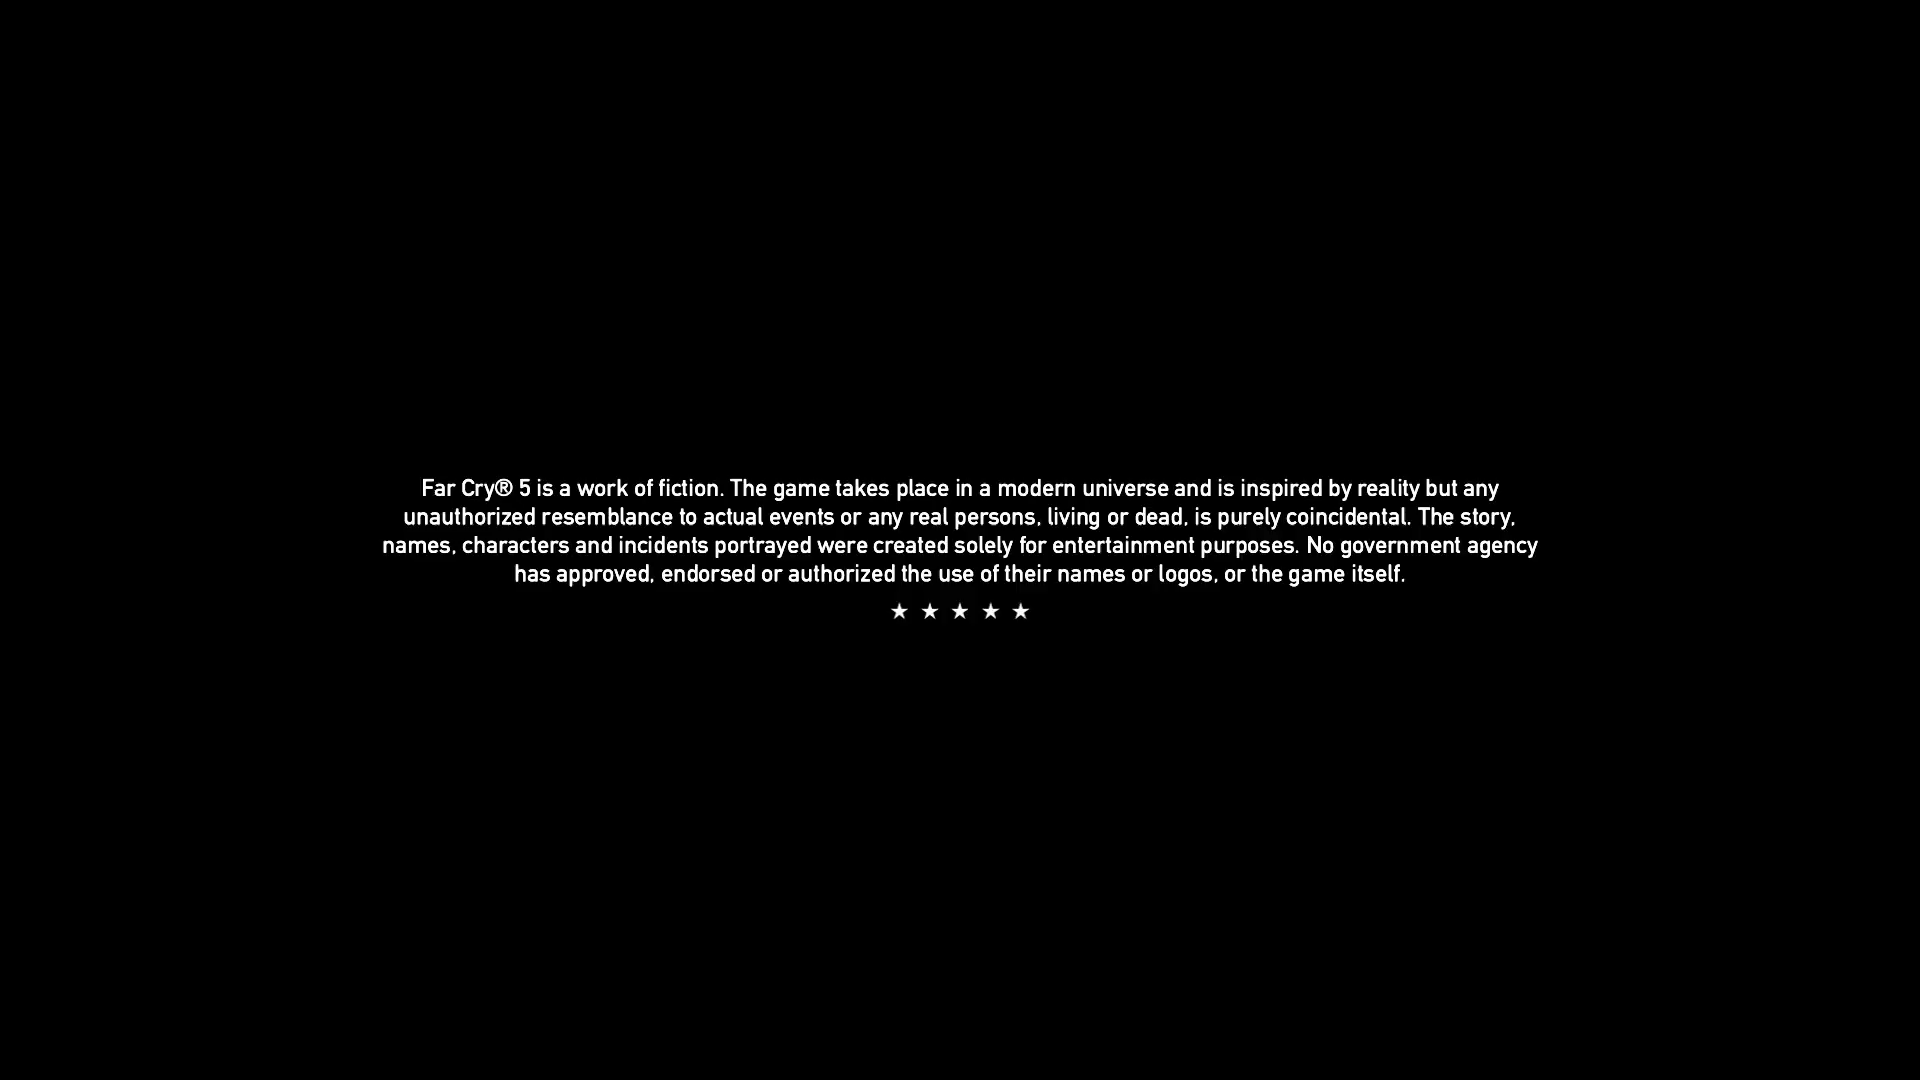 Far Cry® 5 is a work of fiction. The game takes place in a modern universe and is inspired by reality but any
unauthorized resemblance to actual events or any real persons, living or dead, is purely coincidental. The story,
names, characters and incidents portrayed were created solely for entertainment purposes. No government agency
has approved, endorsed or authorized the use of their names or logos, or the game itself.
★ ★ ★ ★ ★